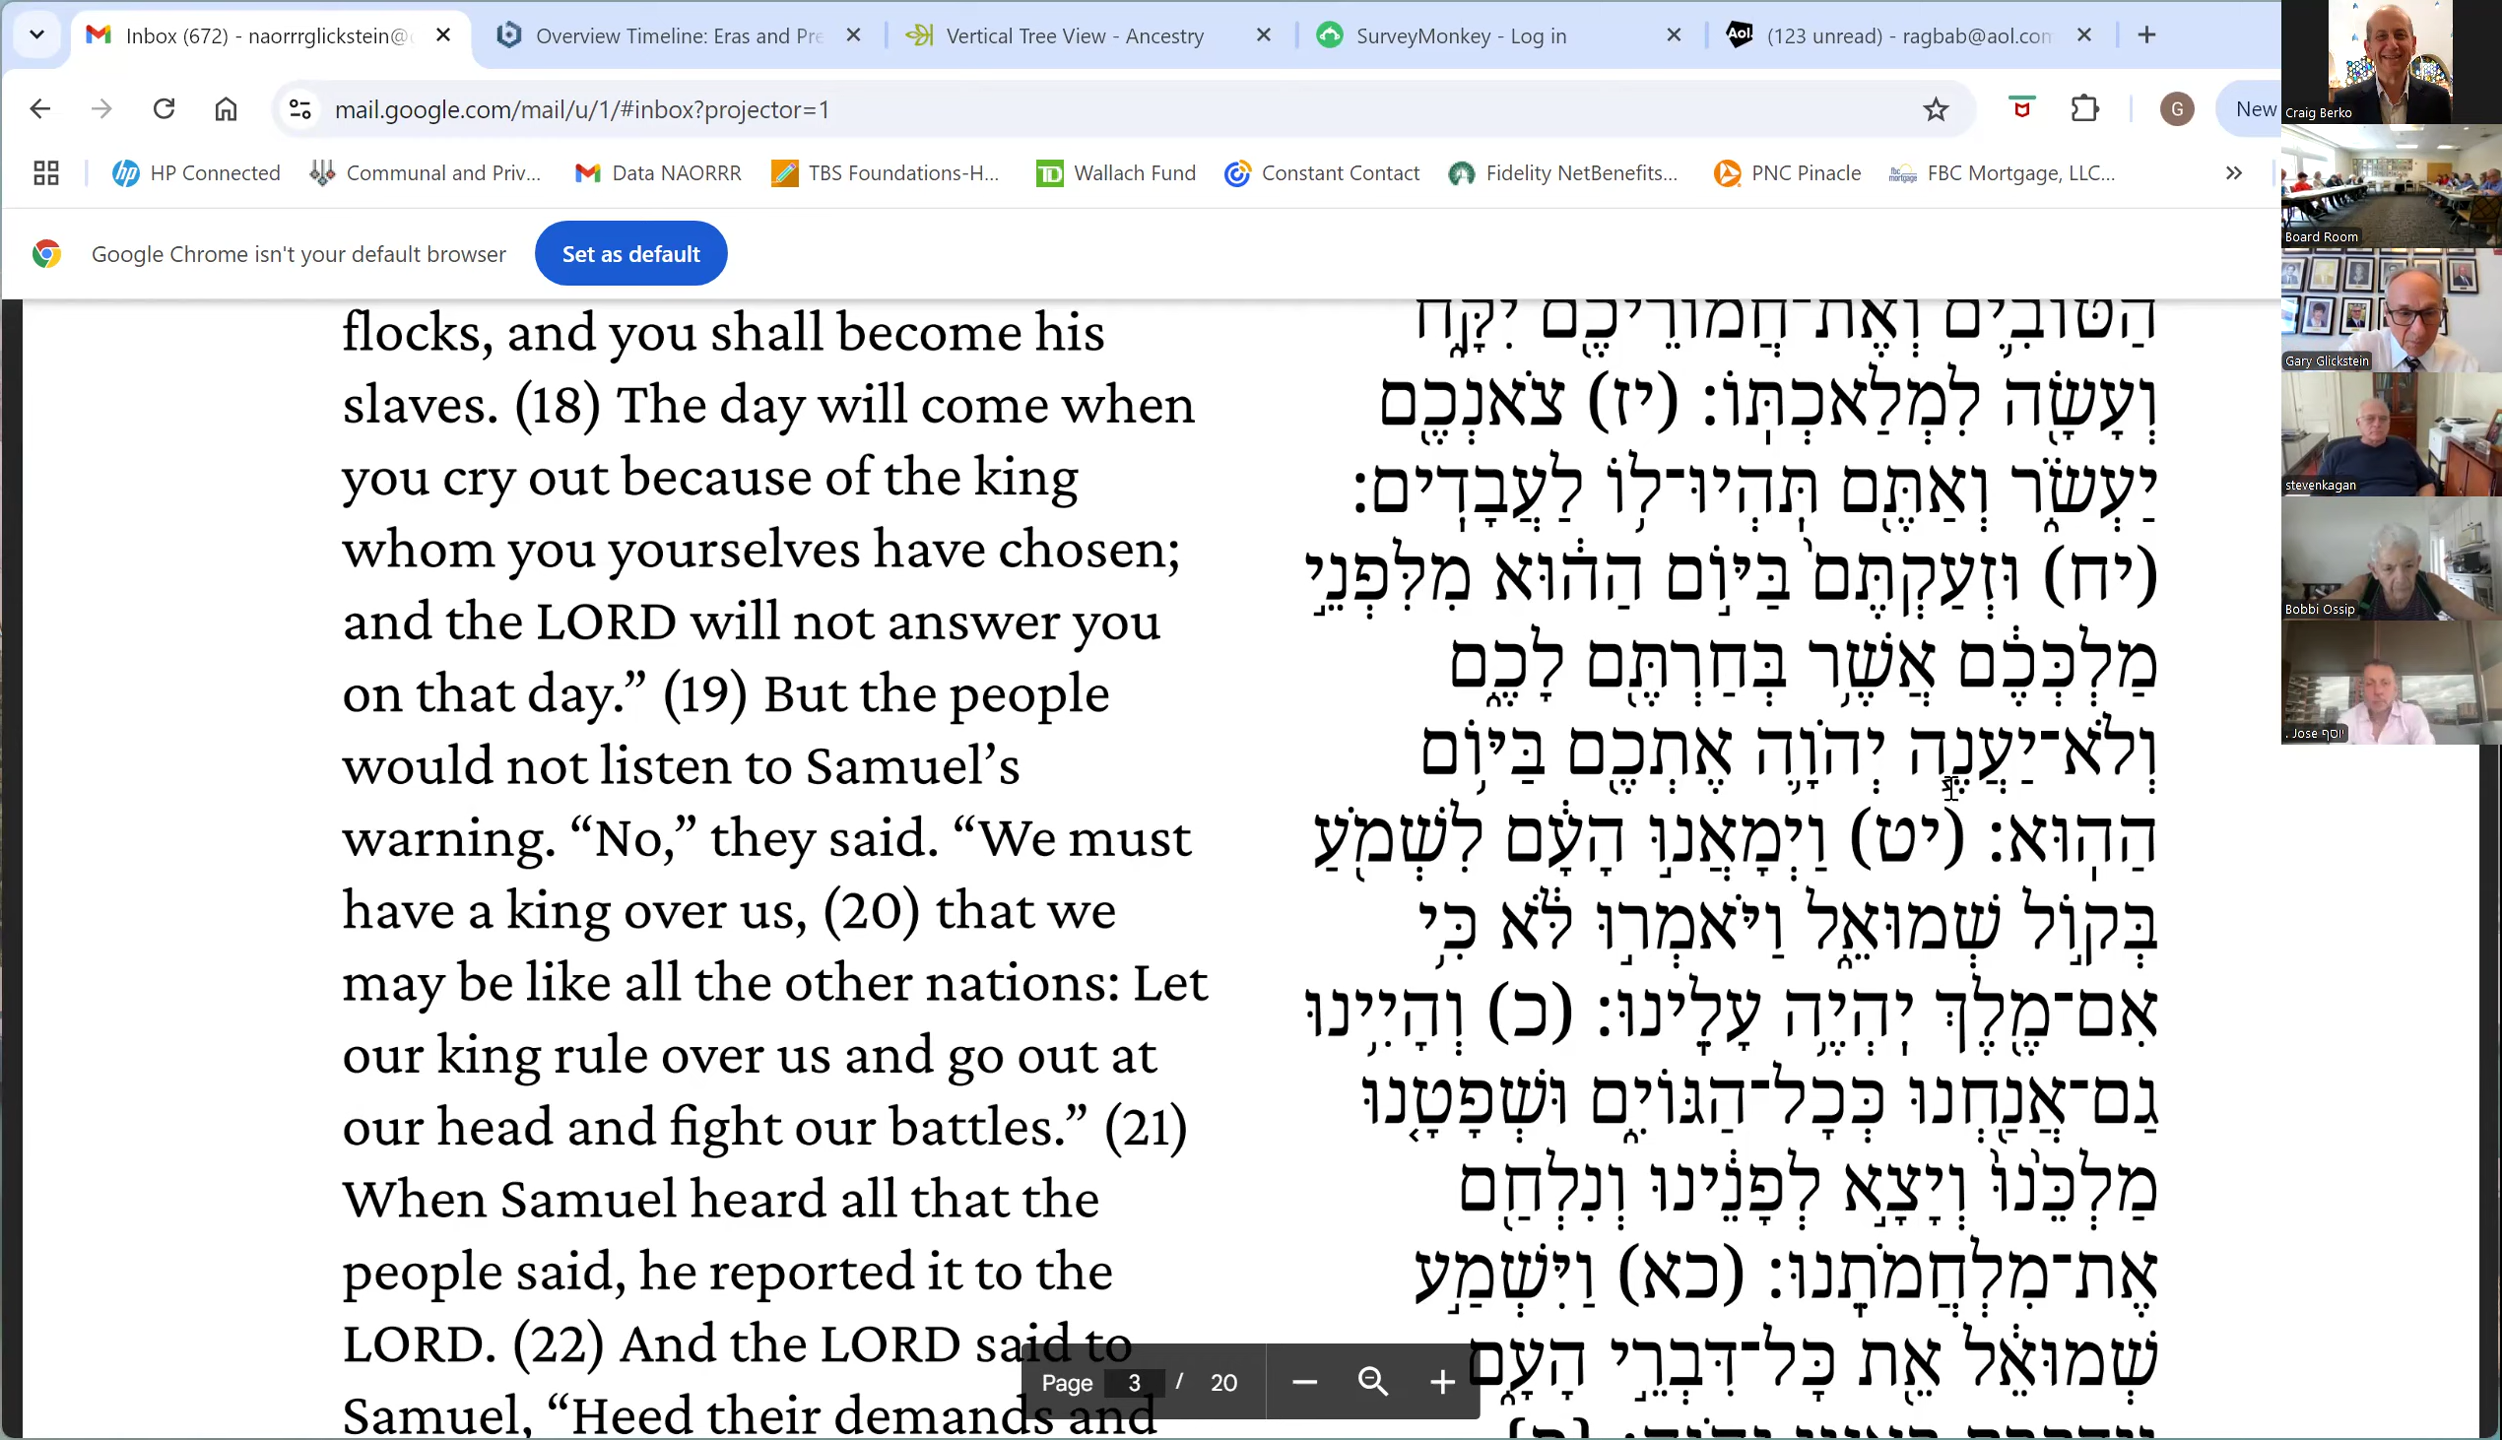 Inbox (672) - naorrrglickstein@
Overview Timeline: Eras and Pre
Vertical Tree View - Ancestry
SurveyMonkey - Log in
Aol.
(123 unread) - ragbab@aol.com
mail.google.com/mail/u/1/#inbox?projector=1
G
New
hp HP Connected
Communal and Priv...
Data NAORRR
TBS Foundations-H...
TD Wallach Fund
Constant Contact
Fidelity NetBenefits...
PNC Pinacle
FBC Mortgage, LLC...
Google Chrome isn't your default browser
Set as default
flocks, and you shall become his
slaves. (18) The day will come when
you cry out because of the king
whom you yourselves have chosen;
and the LORD will not answer you
on that day.” (19) But the people
would not listen to Samuel’s
warning. “No,” they said. “We must
have a king over us, (20) that we
may be like all the other nations: Let
our king rule over us and go out at
our head and fight our battles.” (21)
When Samuel heard all that the
people said, he reported it to the
LORD. (22) And the LORD said to
Samuel, “Heed their demands and
הַטּוֹבִ֛ים וְאֶת־חֲמוֹרֵיכֶ֖ם יִקָּ֑ח
וְעָשָׂ֖ה לִמְלַאכְתּֽוֹ׃ (יז) צֹאנְכֶ֖ם
יַעְשֹׂ֑ר וְאַתֶּ֖ם תִּֽהְיוּ־ל֥וֹ לַעֲבָדִֽים׃
(יח) וּזְעַקְתֶּם֙ בַּיּ֣וֹם הַה֔וּא מִלִּפְנֵ֣י
מַלְכְּכֶ֔ם אֲשֶׁ֥ר בְּחַרְתֶּ֖ם לָכֶ֑ם
וְלֹא־יַעֲנֶ֧ה יְהֹוָ֛ה אֶתְכֶ֖ם בַּיּ֥וֹם
הַהֽוּא׃ (יט) וַיְמָאֲנ֣וּ הָעָ֔ם לִשְׁמֹ֖עַ
בְּק֣וֹל שְׁמוּאֵ֑ל וַיֹּאמְר֣וּ לֹּ֔א כִּ֥י
אִם־מֶ֖לֶךְ יִֽהְיֶ֥ה עָלֵֽינוּ׃ (כ) וְהָיִ֥ינוּ
גַם־אֲנַ֖חְנוּ כְּכׇל־הַגּוֹיִ֑ם וּשְׁפָטָ֤נוּ
מַלְכֵּ֙נוּ֙ וְיָצָ֣א לְפָנֵ֔ינוּ וְנִלְחַ֖ם
אֶת־מִלְחֲמֹתֵֽנוּ׃ (כא) וַיִּשְׁמַ֣ע
שְׁמוּאֵ֔ל אֵ֖ת כׇּל־דִּבְרֵ֣י הָעָ֑ם
Page 3 / 20
Craig Berko
Board Room
Gary Glickstein
stevenkagan
Bobbi Ossip
. Jose יוסף